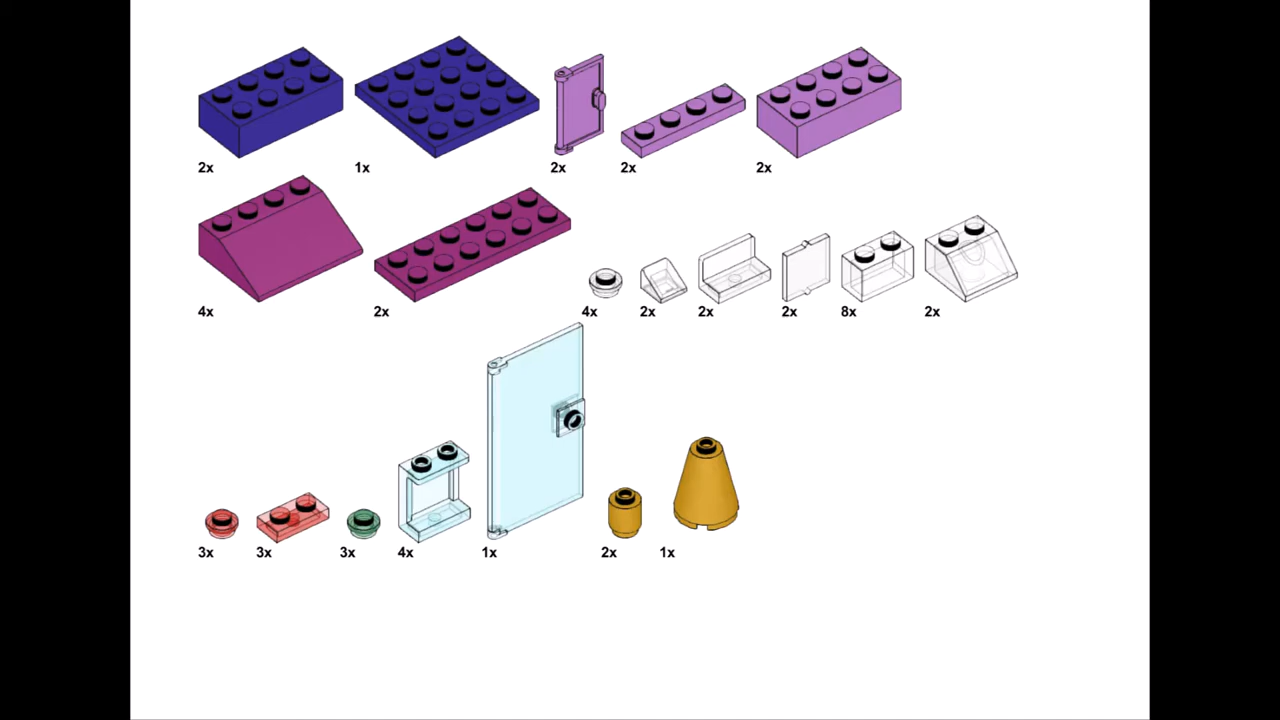 2x 1x 2x 2x 2x
4x 2x 4x 2x 2x 2x 8x 2x
3x 3x 3x 4x 1x 2x 1x